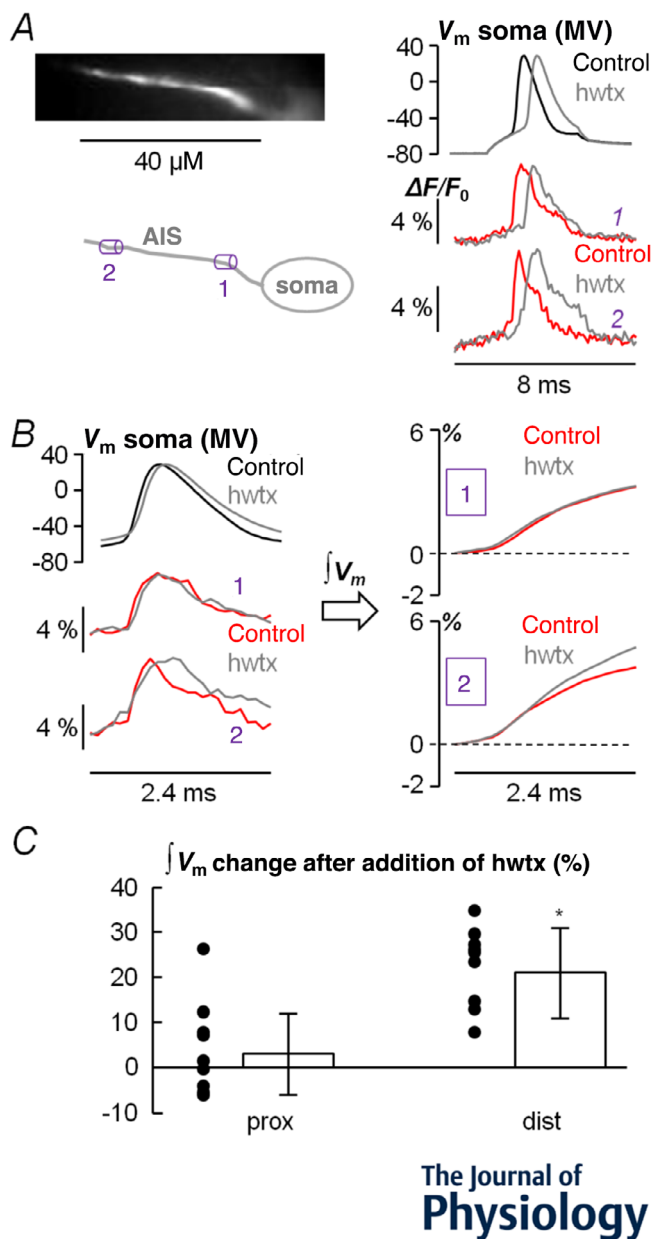 A
40 µM
AIS
2
1
soma
Vm soma (MV)
40
0
-40
-80
Control
hwtx
ΔF/F0
4 %
1
Control
hwtx
4 %
2
8 ms
B
Vm soma (MV)
40
0
-40
-80
Control
hwtx
4 %
1
Control
hwtx
4 %
2
2.4 ms
∫Vm
6
%
Control
hwtx
1
0
-2
6
%
Control
hwtx
2
0
-2
2.4 ms
C
∫Vm change after addition of hwtx (%)
40
30
20
10
0
-10
*
prox
dist
The Journal of
Physiology